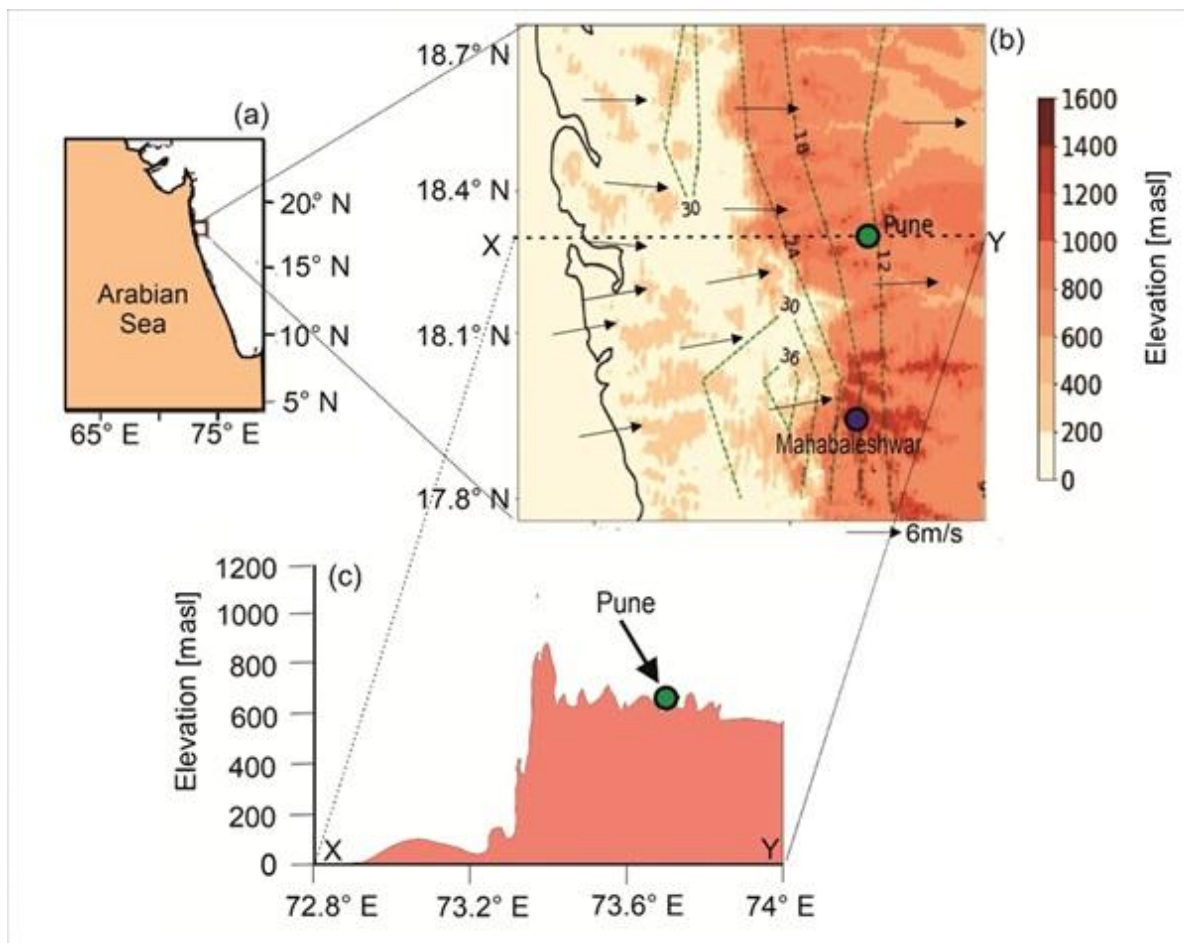 (a)
20° N
15° N
10° N
5° N
65° E
75° E
Arabian
Sea
(b)
18.7° N
18.4° N
18.1° N
17.8° N
X
Y
30
18
24
12
30
36
Pune
Mahabaleshwar
6m/s
1600
1400
1200
1000
800
600
400
200
0
Elevation [masl]
(c)
1200
1000
800
600
400
200
0
Elevation [masl]
Pune
X
Y
72.8° E
73.2° E
73.6° E
74° E